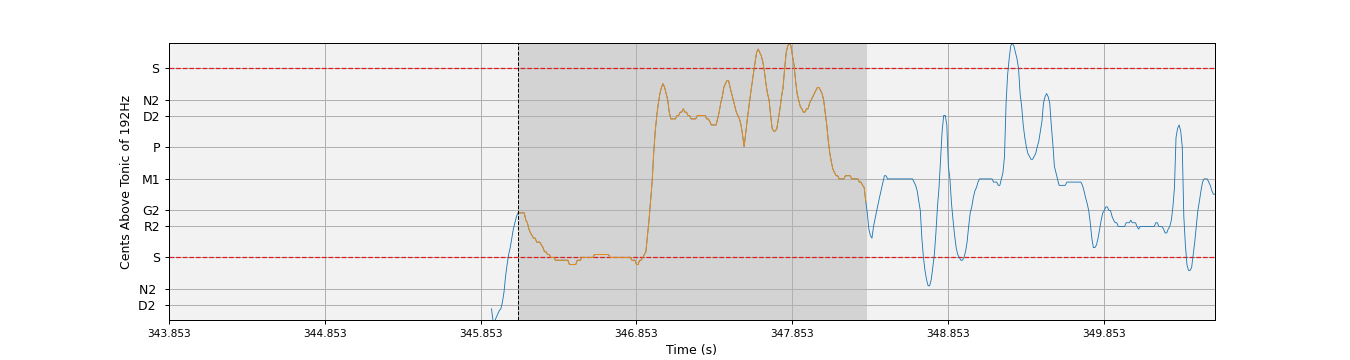 Cents Above Tonic of 192Hz
S
N2
D2
P
M1
G2
R2
S
N2
D2
343.853 344.853 345.853 346.853 347.853 348.853 349.853
Time (s)